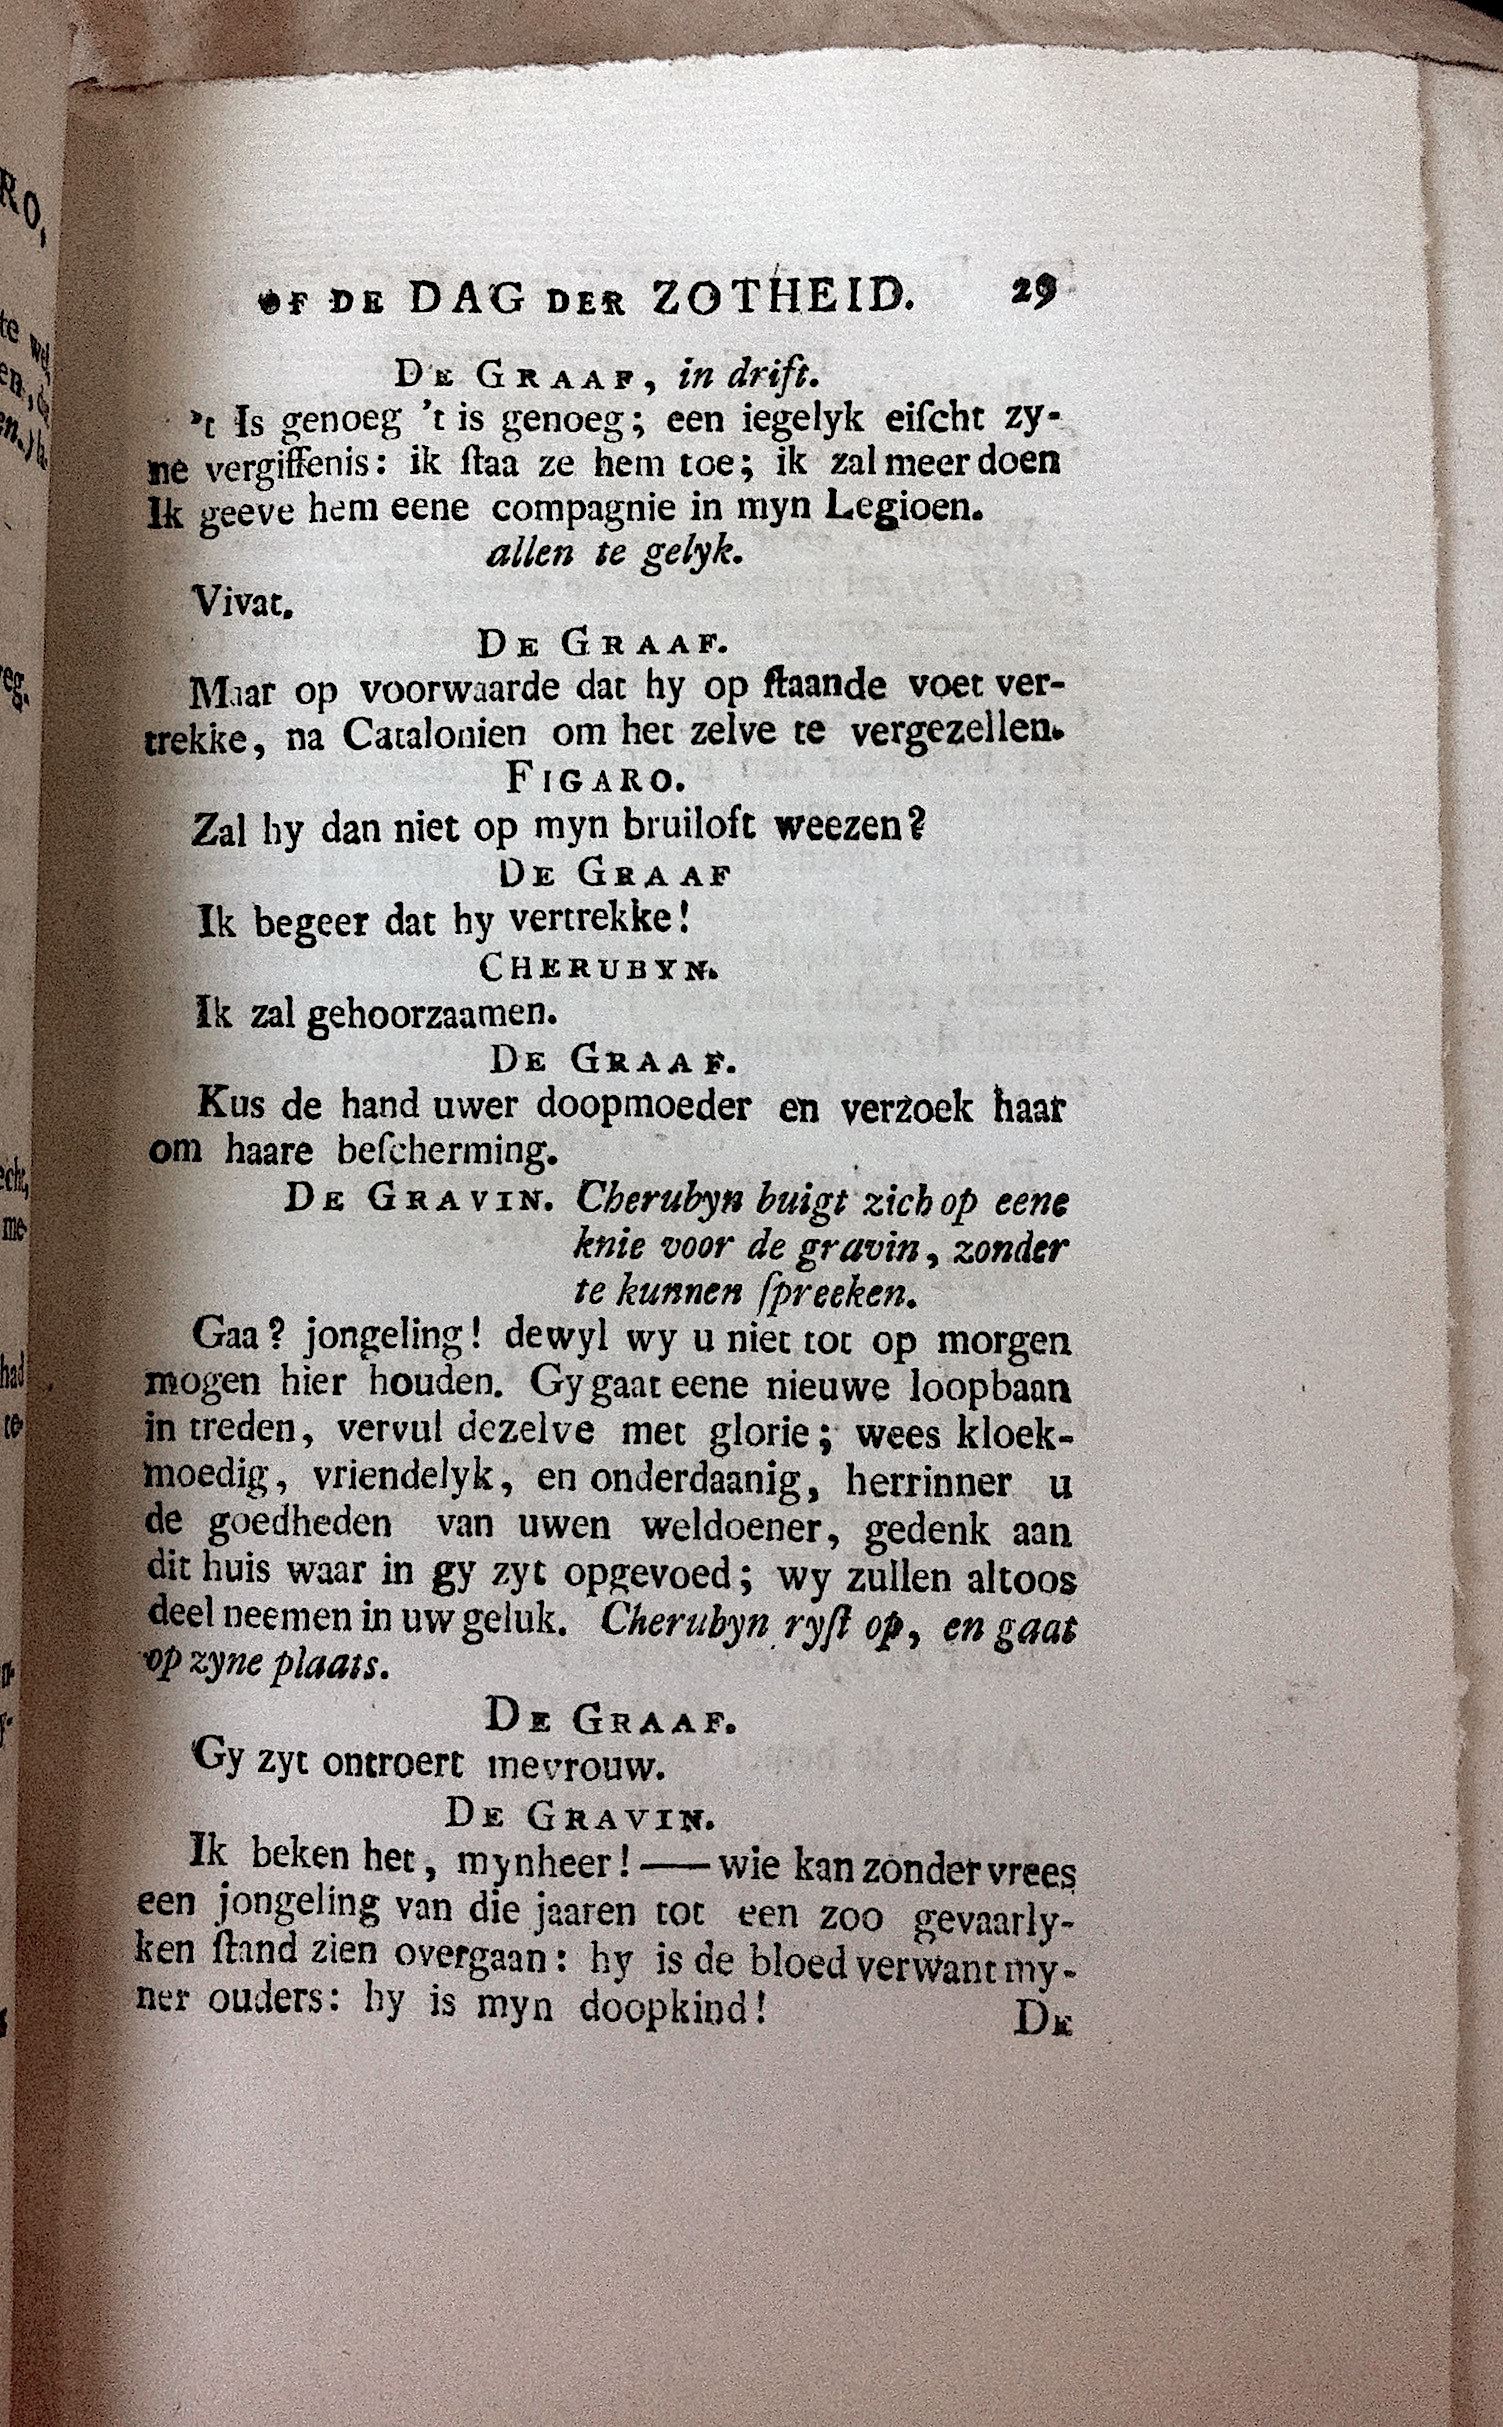 OF DE DAG DER ZOTHEID. 29
DE GRAAF, in drift.
't Is genoeg 't is genoeg; een iegelyk eiſcht zy-
ne vergiffenis: ik ſtaa ze hem toe; ik zal meer doen
Ik geeve hem eene compagnie in myn Legioen.
allen te gelyk.
Vivat.
DE GRAAF.
Maar op voorwaarde dat hy op ſtaande voet ver-
trekke, na Catalonien om het zelve te vergezellen.
FIGARO.
Zal hy dan niet op myn bruiloft weezen?
DE GRAAF
Ik begeer dat hy vertrekke!
CHERUBYN.
Ik zal gehoorzaamen.
DE GRAAF.
Kus de hand uwer doopmoeder en verzoek haar
om haare beſcherming.
DE GRAVIN. Cherubyn buigt zich op eene
knie voor de gravin, zonder
te kunnen ſpreeken.
Gaa? jongeling! dewyl wy u niet tot op morgen
mogen hier houden. Gy gaat eene nieuwe loopbaan
in treden, vervul dezelve met glorie; wees kloek-
moedig, vriendelyk, en onderdaanig, herrinner u
de goedheden van uwen weldoener, gedenk aan
dit huis waar in gy zyt opgevoed; wy zullen altoos
deel neemen in uw geluk. Cherubyn ryſt op, en gaat
op zyne plaats.
DE GRAAF.
Gy zyt ontroert mevrouw.
DE GRAVIN.
Ik beken het, mynheer! —— wie kan zonder vrees
een jongeling van die jaaren tot een zoo gevaarly-
ken ſtand zien overgaan: hy is de bloed verwant my-
ner ouders: hy is myn doopkind!
DE